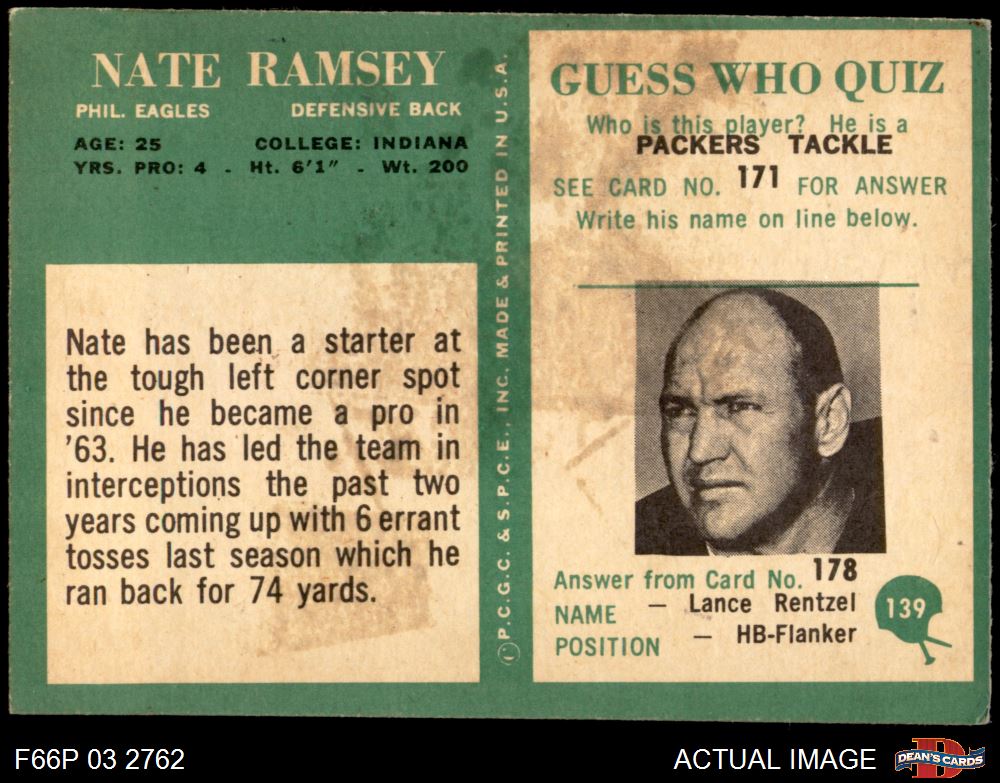 NATE RAMSEY
PHIL. EAGLES DEFENSIVE BACK
AGE: 25 COLLEGE: INDIANA
YRS. PRO: 4 - Ht. 6'1" - Wt. 200
Nate has been a starter at
the tough left corner spot
since he became a pro in
'63. He has led the team in
interceptions the past two
years coming up with 6 errant
tosses last season which he
ran back for 74 yards.
© P.C.G.C. & S.P.C.E., INC. MADE & PRINTED IN U.S.A.
GUESS WHO QUIZ
Who is this player? He is a
PACKERS TACKLE
SEE CARD NO. 171 FOR ANSWER
Write his name on line below.
Answer from Card No. 178
NAME – Lance Rentzel
POSITION – HB-Flanker
139
F66P 03 2762 ACTUAL IMAGE
D
DEAN'S CARDS